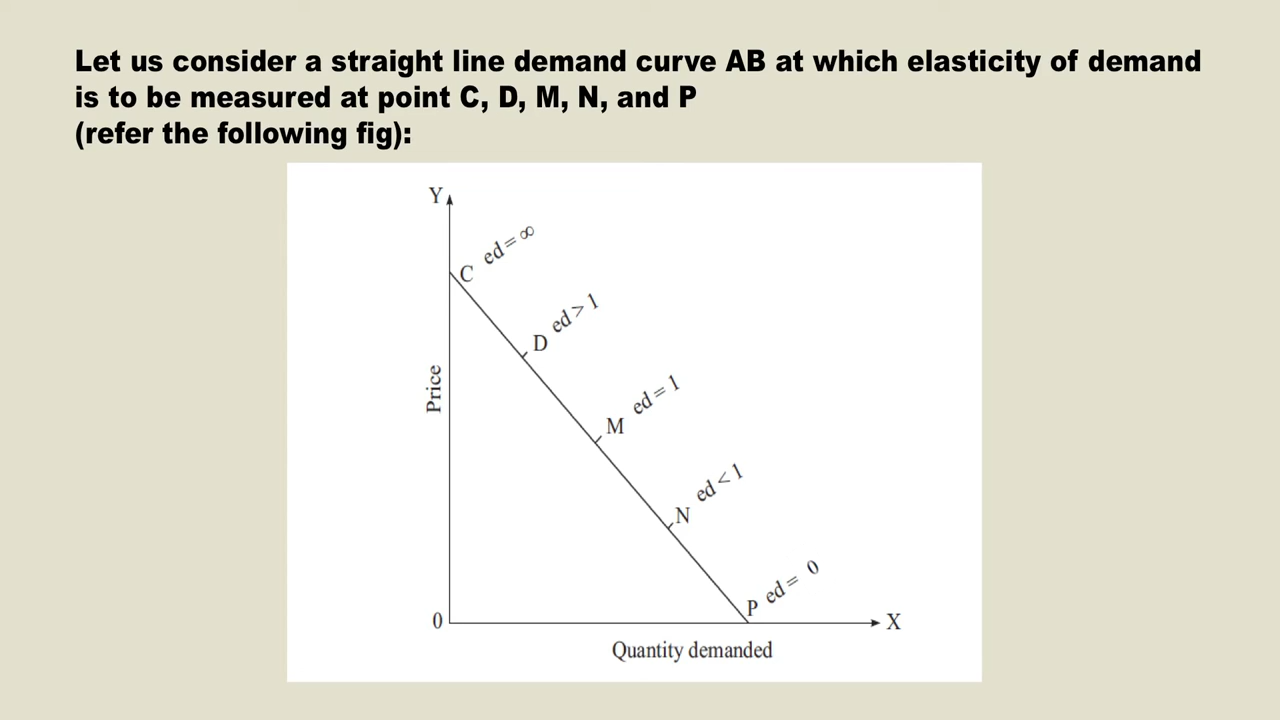 Let us consider a straight line demand curve AB at which elasticity of demand
is to be measured at point C, D, M, N, and P
(refer the following fig):
Y
C ed = ∞
D ed > 1
M ed = 1
Price
N ed < 1
P ed = 0
0
X
Quantity demanded